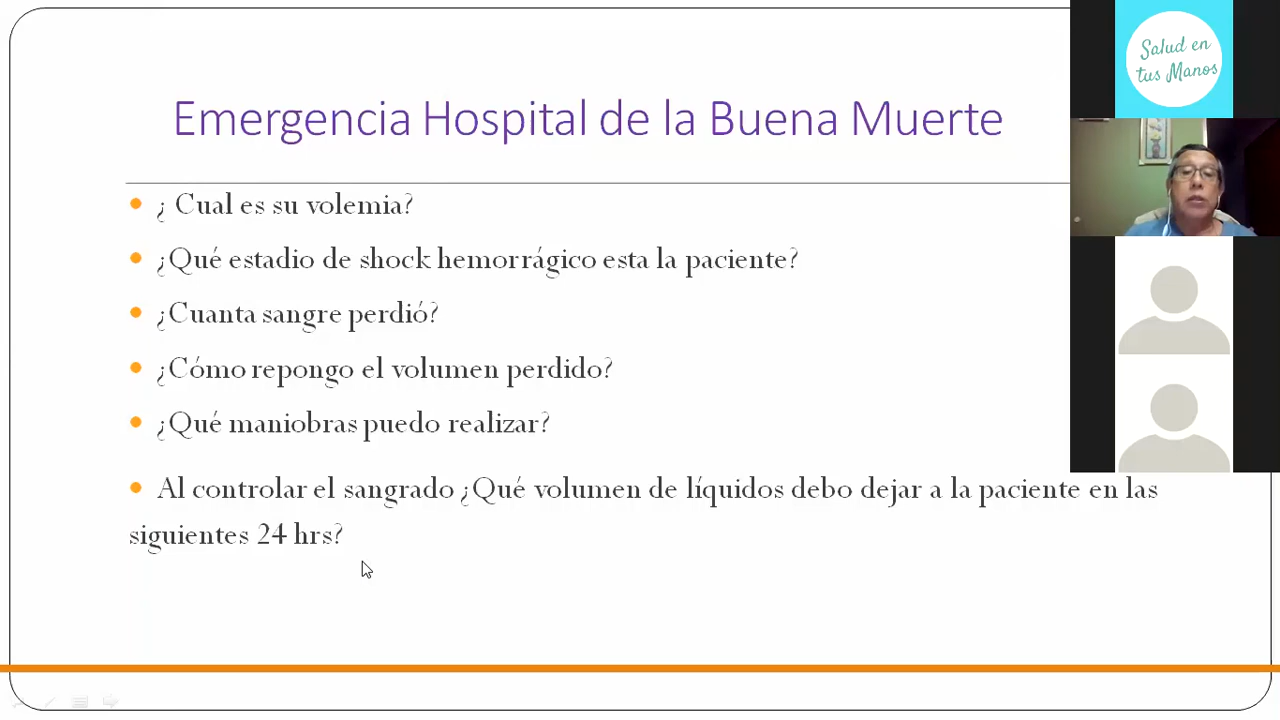 Emergencia Hospital de la Buena Muerte
¿ Cual es su volemia?
¿Qué estadio de shock hemorrágico esta la paciente?
¿Cuanta sangre perdió?
¿Cómo repongo el volumen perdido?
¿Qué maniobras puedo realizar?
Al controlar el sangrado ¿Qué volumen de líquidos debo dejar a la paciente en las
siguientes 24 hrs?
Salud en
tus Manos